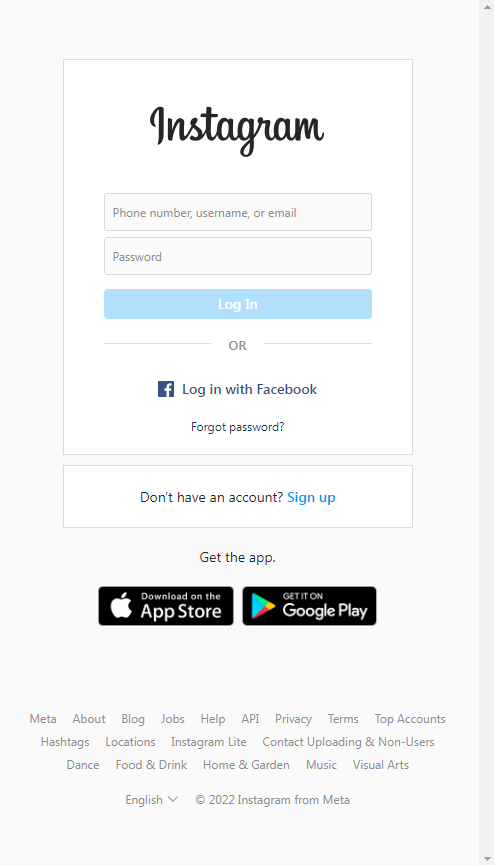 Instagram
Phone number, username, or email
Password
Log In
OR
Log in with Facebook
Forgot password?
Don't have an account? Sign up
Get the app.
Download on the
App Store
GET IT ON
Google Play
Meta About Blog Jobs Help API Privacy Terms Top Accounts
Hashtags Locations Instagram Lite Contact Uploading & Non-Users
Dance Food & Drink Home & Garden Music Visual Arts
English © 2022 Instagram from Meta